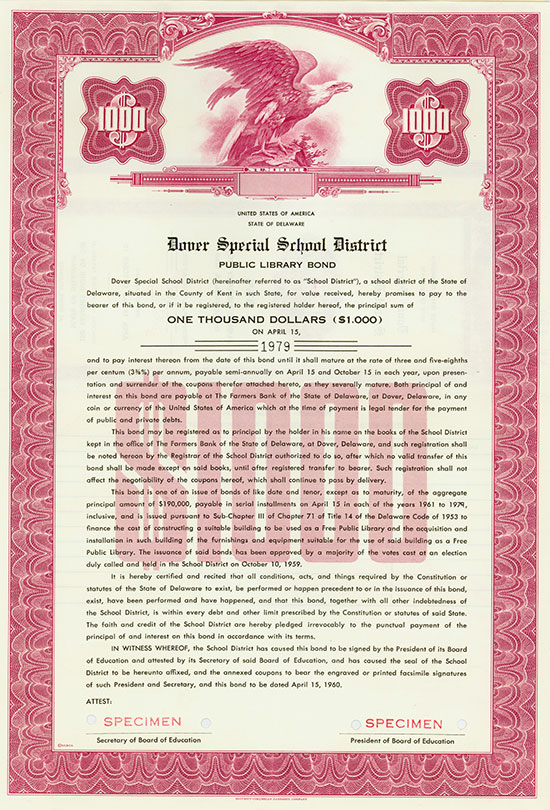 1000
1000
UNITED STATES OF AMERICA
STATE OF DELAWARE
Dover Special School District
PUBLIC LIBRARY BOND
Dover Special School District (hereinafter referred to as "School District"), a school district of the State of
Delaware, situated in the County of Kent in such State, for value received, hereby promises to pay to the
bearer of this bond, or if it be registered, to the registered holder hereof, the principal sum of
ONE THOUSAND DOLLARS ($1.000)
ON APRIL 15,
1979
and to pay interest thereon from the date of this bond until it shall mature at the rate of three and five-eighths
per centum (3⅝%) per annum, payable semi-annually on April 15 and October 15 in each year, upon presen-
tation and surrender of the coupons therefor attached hereto, as they severally mature. Both principal of and
interest on this bond are payable at The Farmers Bank of the State of Delaware, at Dover, Delaware, in any
coin or currency of the United States of America which at the time of payment is legal tender for the payment
of public and private debts.
This bond may be registered as to principal by the holder in his name on the books of the School District
kept in the office of The Farmers Bank of the State of Delaware, at Dover, Delaware, and such registration shall
be noted hereon by the Registrar of the School District authorized to do so, after which no valid transfer of this
bond shall be made except on said books, until after registered transfer to bearer. Such registration shall not
affect the negotiability of the coupons hereof, which shall continue to pass by delivery.
This bond is one of an issue of bonds of like date and tenor, except as to maturity, of the aggregate
principal amount of $190,000, payable in serial installments on April 15 in each of the years 1961 to 1979,
inclusive, and is issued pursuant to Sub-Chapter III of Chapter 71 of Title 14 of the Delaware Code of 1953 to
finance the cost of constructing a suitable building to be used as a Free Public Library and the acquisition and
installation in such building of the furnishings and equipment suitable for the use of said building as a Free
Public Library. The issuance of said bonds has been approved by a majority of the votes cast at an election
duly called and held in the School District on October 10, 1959.
It is hereby certified and recited that all conditions, acts, and things required by the Constitution or
statutes of the State of Delaware to exist, be performed or happen precedent to or in the issuance of this bond,
exist, have been performed and have happened, and that this bond, together with all other indebtedness of
the School District, is within every debt and other limit prescribed by the Constitution or statutes of said State.
The faith and credit of the School District are hereby pledged irrevocably to the punctual payment of the
principal of and interest on this bond in accordance with its terms.
IN WITNESS WHEREOF, the School District has caused this bond to be signed by the President of its Board
of Education and attested by its Secretary of said Board of Education, and has caused the seal of the School
District to be hereunto affixed, and the annexed coupons to bear the engraved or printed facsimile signatures
of such President and Secretary, and this bond to be dated April 15, 1960.
ATTEST:
SPECIMEN SPECIMEN
Secretary of Board of Education President of Board of Education